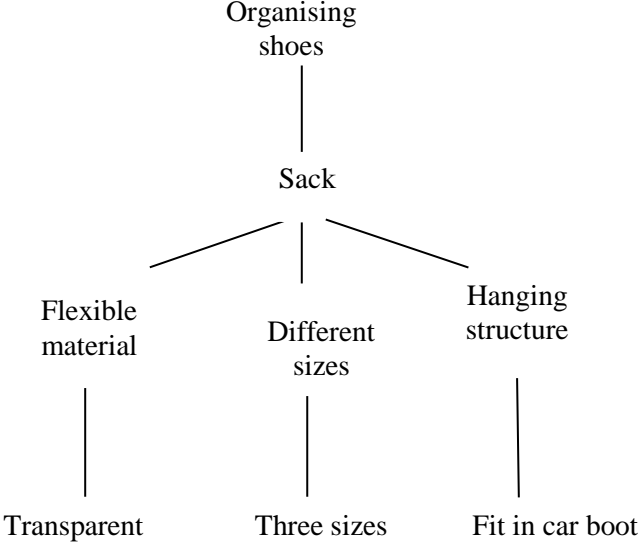 Organising
shoes
Sack
Flexible
material
Different
sizes
Hanging
structure
Transparent
Three sizes
Fit in car boot